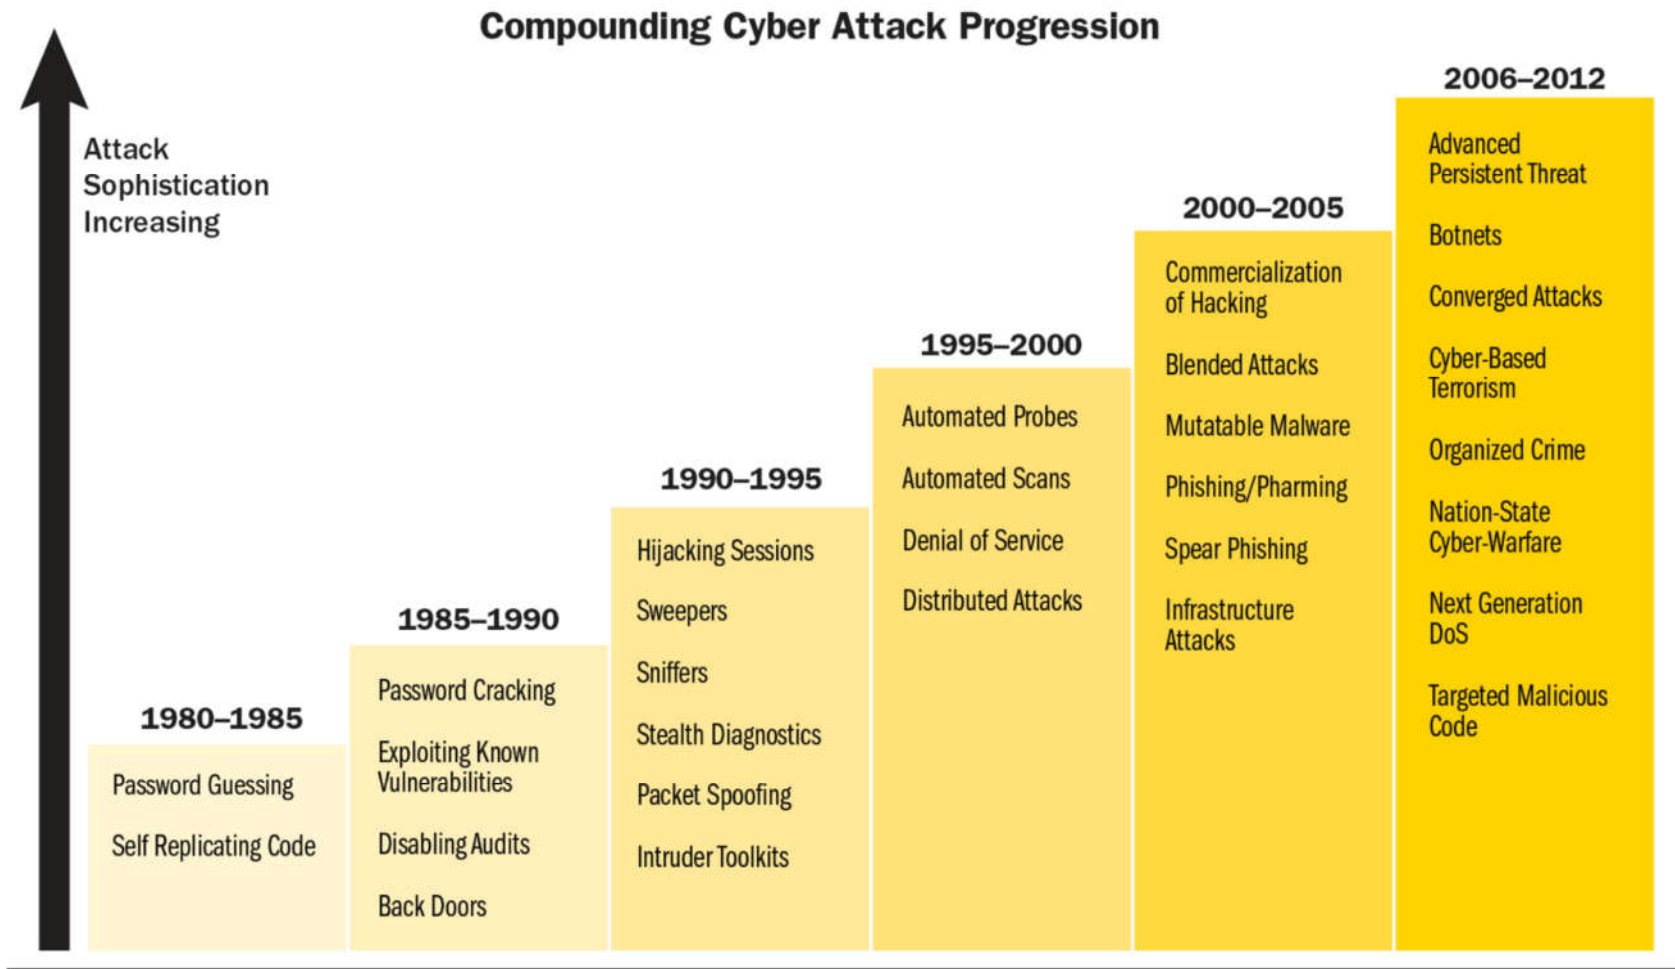 Compounding Cyber Attack Progression
Attack
Sophistication
Increasing
1980–1985
Password Guessing
Self Replicating Code
1985–1990
Password Cracking
Exploiting Known
Vulnerabilities
Disabling Audits
Back Doors
1990–1995
Hijacking Sessions
Sweepers
Sniffers
Stealth Diagnostics
Packet Spoofing
Intruder Toolkits
1995–2000
Automated Probes
Automated Scans
Denial of Service
Distributed Attacks
2000–2005
Commercialization
of Hacking
Blended Attacks
Mutatable Malware
Phishing/Pharming
Spear Phishing
Infrastructure
Attacks
2006–2012
Advanced
Persistent Threat
Botnets
Converged Attacks
Cyber-Based
Terrorism
Organized Crime
Nation-State
Cyber-Warfare
Next Generation
DoS
Targeted Malicious
Code